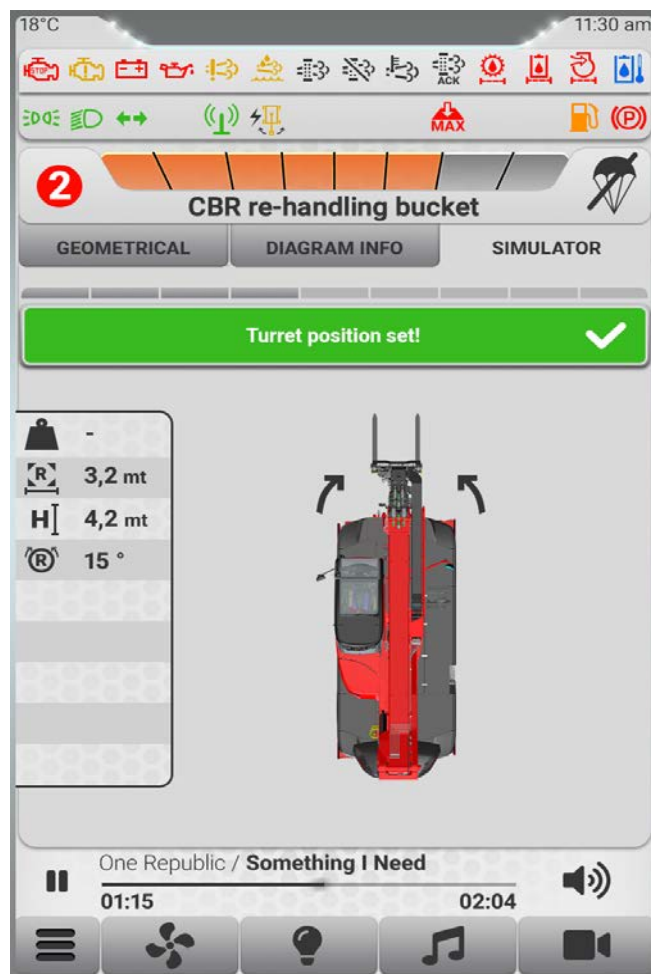 18°C 11:30 am
STOP
ACK
MAX
(P)
2
CBR re-handling bucket
GEOMETRICAL DIAGRAM INFO SIMULATOR
Turret position set!
-
R 3,2 mt
H 4,2 mt
R 15 °
One Republic / Something I Need
01:15 02:04